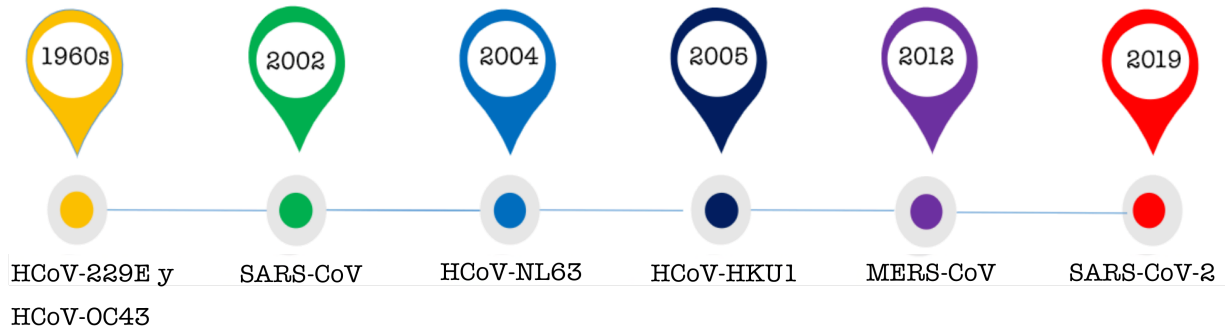 1960s
2002
2004
2005
2012
2019
HCoV-229E y
HCoV-OC43
SARS-CoV
HCoV-NL63
HCoV-HKU1
MERS-CoV
SARS-CoV-2